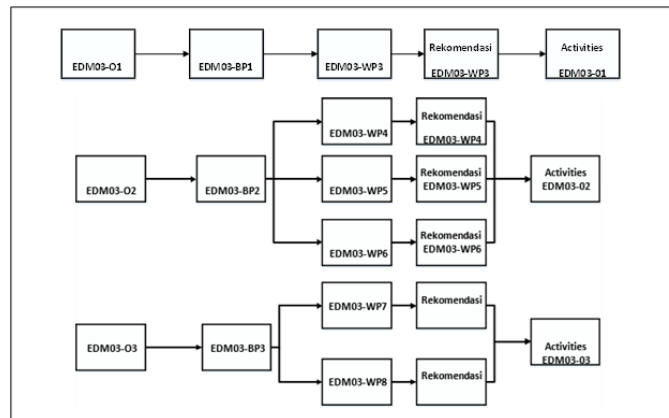 EDM03-O1
EDM03-BP1
EDM03-WP3
Rekomendasi
EDM03-WP3
Activities
EDM03-01
EDM03-O2
EDM03-BP2
EDM03-WP4
Rekomendasi
EDM03-WP4
EDM03-WP5
Rekomendasi
EDM03-WP5
EDM03-WP6
Rekomendasi
EDM03-WP6
Activities
EDM03-02
EDM03-O3
EDM03-BP3
EDM03-WP7
Rekomendasi
EDM03-WP8
Rekomendasi
Activities
EDM03-03